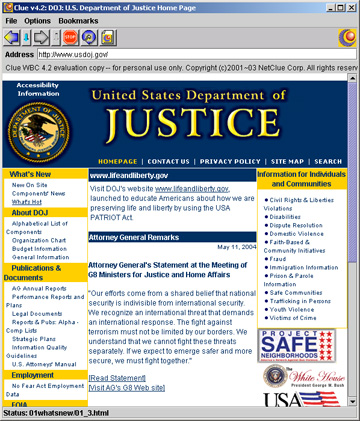 Clue v4.2: DOJ: U.S. Department of Justice Home Page
File Options Bookmarks
STOP
Address http://www.usdoj.gov/
Clue WBC 4.2 evaluation copy -- for personal use only. Copyright (c)2001~03 NetClue Corp. All rights reserv
Accessibility
Information
United States Department of
JUSTICE
HOMEPAGE | CONTACT US | PRIVACY POLICY | SITE MAP | SEARCH
What's New
New On Site
Components' News
What's Hot
About DOJ
Alphabetical List of
Components
Organization Chart
Budget Information
General Information
Publications &
Documents
AG Annual Reports
Performance Reports and
Plans
Legal Documents
Reports & Pubs: Alpha -
Comp Lists
Strategic Plans
Information Quality
Guidelines
U.S. Attorneys' Manual
Employment
No Fear Act Employment
Data
FOIA
www.lifeandliberty.gov
Visit DOJ's website www.lifeandliberty.gov,
launched to educate Americans about how we are
preserving life and liberty by using the USA
PATRIOT Act.
Attorney General Remarks
May 11, 2004
Attorney General's Statement at the Meeting of
G8 Ministers for Justice and Home Affairs
"Our efforts come from a shared belief that national
security is indivisible from international security.
We recognize an international threat that demands
an international response. The fight against
terrorism must not be limited by our borders. We
understand that we cannot fight these threats
separately. If we expect to emerge safer and more
secure, we must fight together."
[Read Statement]
[Visit AG's G8 Web site]
Information for Individuals
and Communities
Civil Rights & Liberties
Violations
Disabilities
Dispute Resolution
Domestic Violence
Faith-Based &
Community Initiatives
Fraud
Immigration Information
Prison & Parole
Information
Safe Communities
Trafficking in Persons
Youth Violence
Victims of Crime
PROJECT
SAFE
NEIGHBORHOODS
The White House
President George W. Bush
USA
Status: 01whatsnew/01_3.html